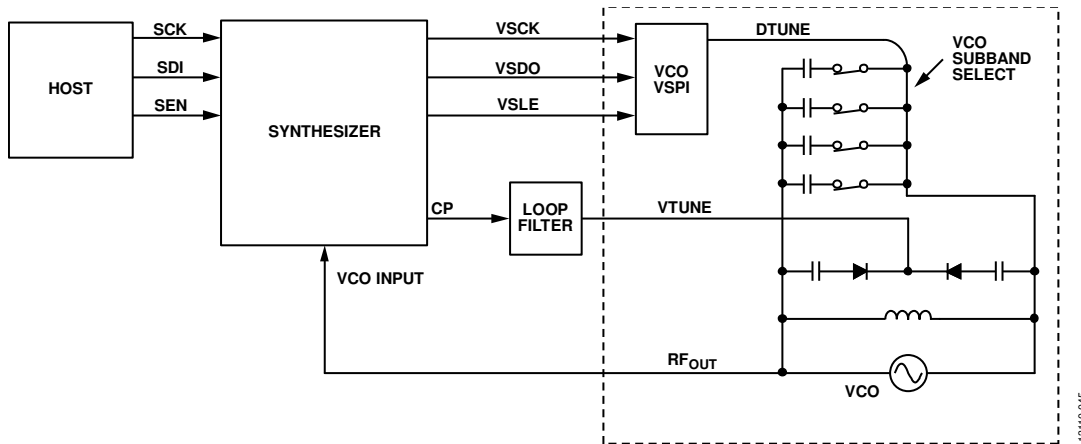 HOST
SCK
SDI
SEN
SYNTHESIZER
VSCK
VSDO
VSLE
VCO
VSPI
DTUNE
VCO
SUBBAND
SELECT
CP
LOOP
FILTER
VTUNE
VCO INPUT
RFOUT
VCO